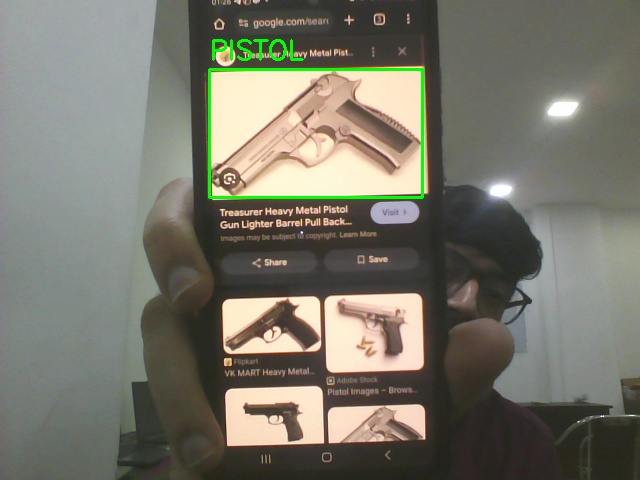 01:26
google.com/sear
3
PISTOL
Treasurer Heavy Metal Pist...
Treasurer Heavy Metal Pistol
Gun Lighter Barrel Pull Back...
Visit >
Images may be subject to copyright. Learn More
Share
Save
Flipkart
VK MART Heavy Metal...
Adobe Stock
Pistol Images – Brows...